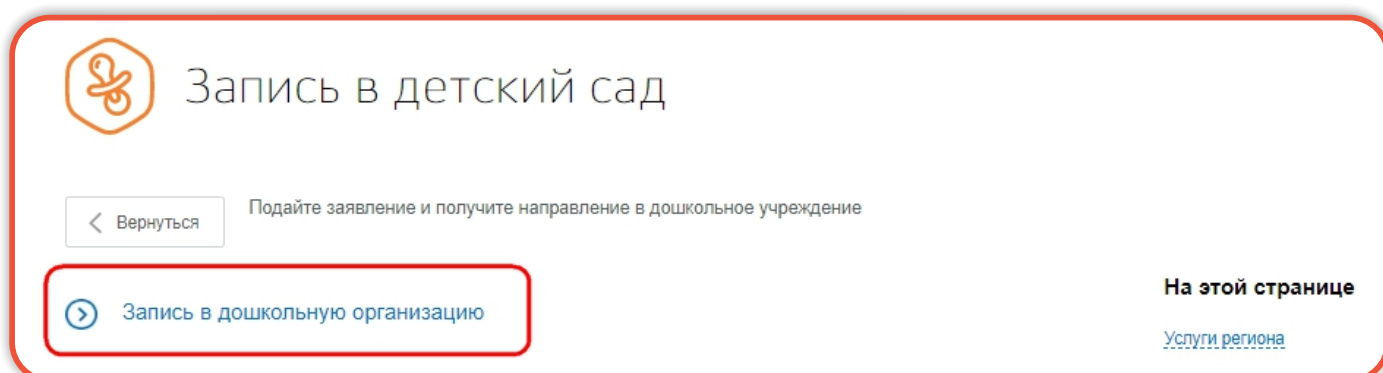 Запись в детский сад
Вернуться
Подайте заявление и получите направление в дошкольное учреждение
Запись в дошкольную организацию
На этой странице
Услуги региона